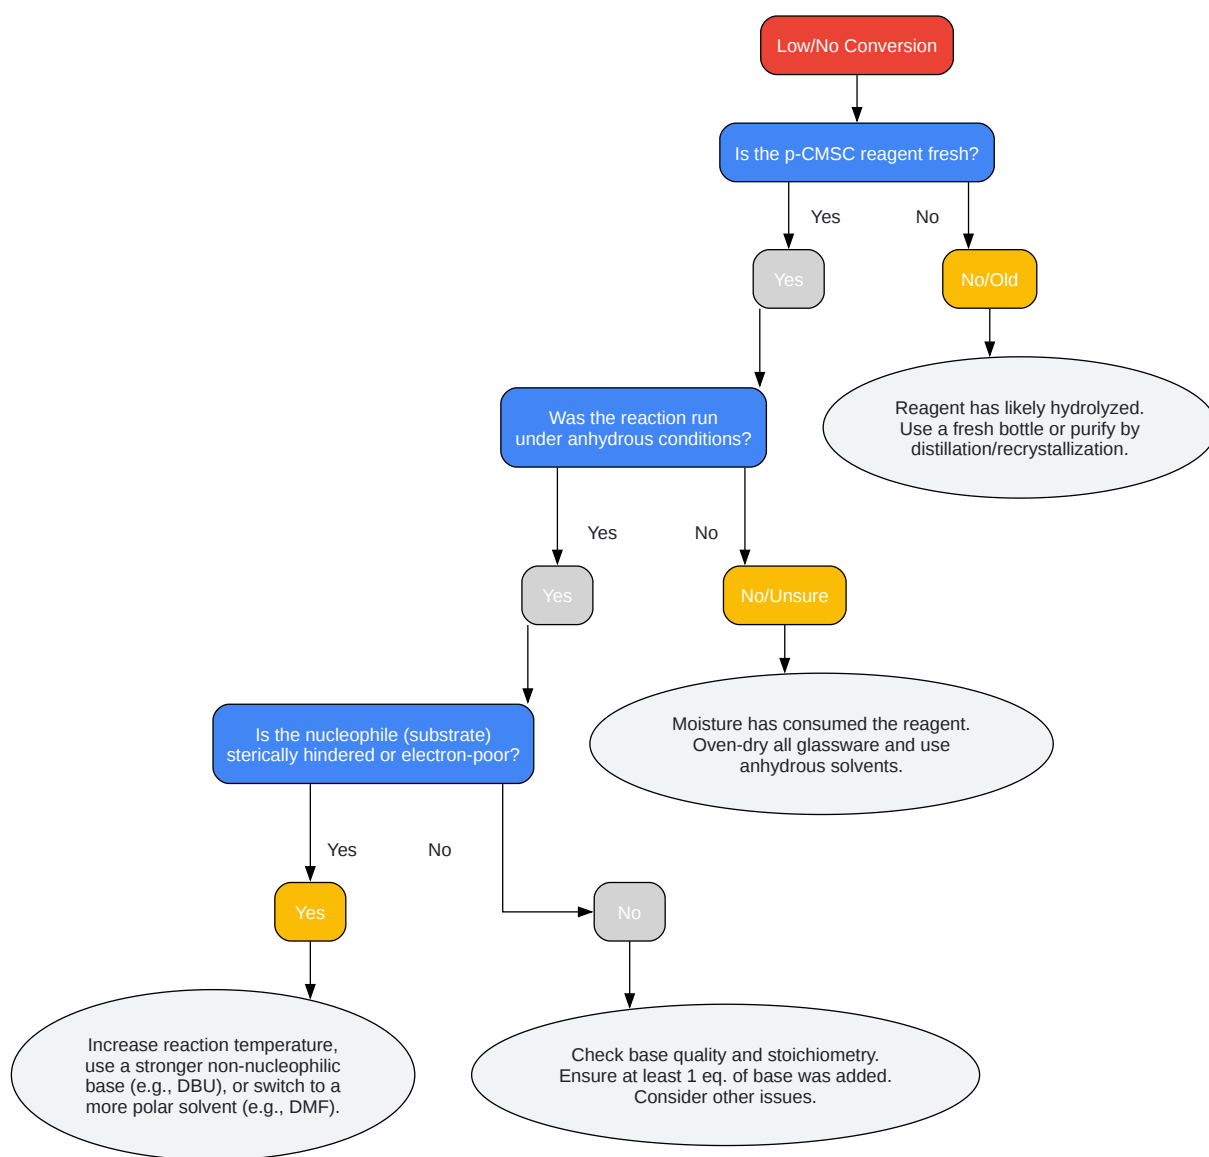 Low/No Conversion
Is the p-CMSC reagent fresh?
Yes
No
Yes
No/Old
Reagent has likely hydrolyzed.
Use a fresh bottle or purify by
distillation/recrystallization.
Was the reaction run
under anhydrous conditions?
Yes
No
Yes
No/Unsure
Moisture has consumed the reagent.
Oven-dry all glassware and use
anhydrous solvents.
Is the nucleophile (substrate)
sterically hindered or electron-poor?
Yes
No
Yes
No
Increase reaction temperature,
use a stronger non-nucleophilic
base (e.g., DBU), or switch to a
more polar solvent (e.g., DMF).
Check base quality and stoichiometry.
Ensure at least 1 eq. of base was added.
Consider other issues.